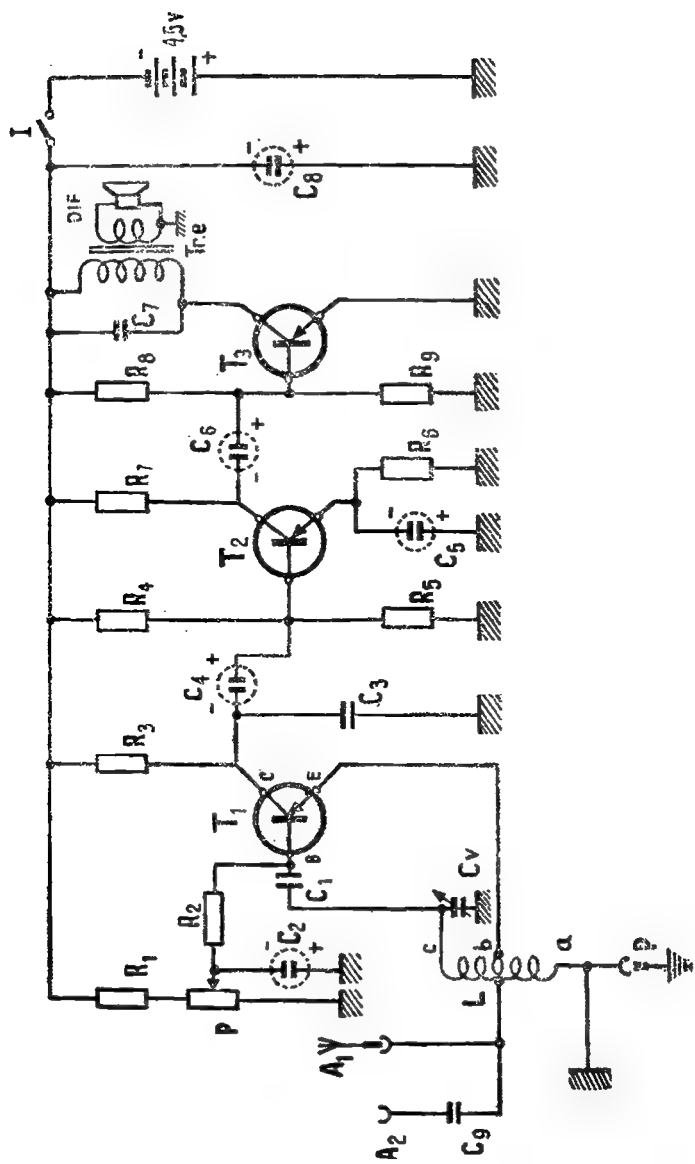 I
4,5V
-
+
C8
-
+
Tr.e
C7
T3
R8
R9
C6
-
+
R7
T2
R6
C5
-
+
R4
R5
C4
-
+
C3
R3
T1
C
E
B
R2
C1
C2
-
+
R1
P
Cv
c
b
a
L
A1
A2
C9